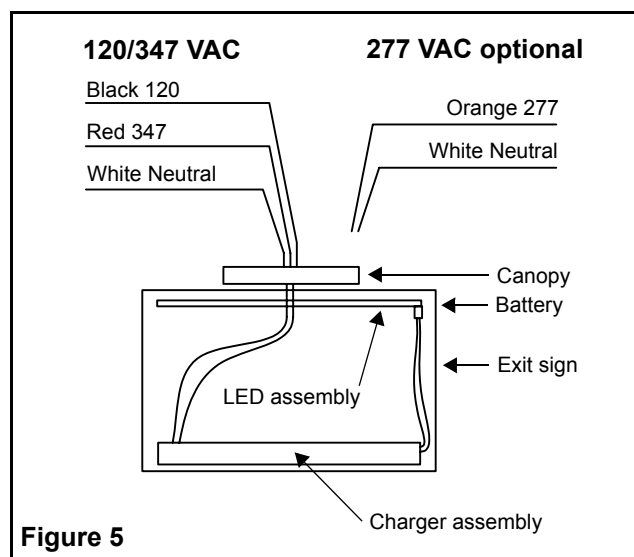 120/347 VAC
277 VAC optional
Black 120
Red 347
White Neutral
Orange 277
White Neutral
Canopy
Battery
Exit sign
LED assembly
Charger assembly
Figure 5